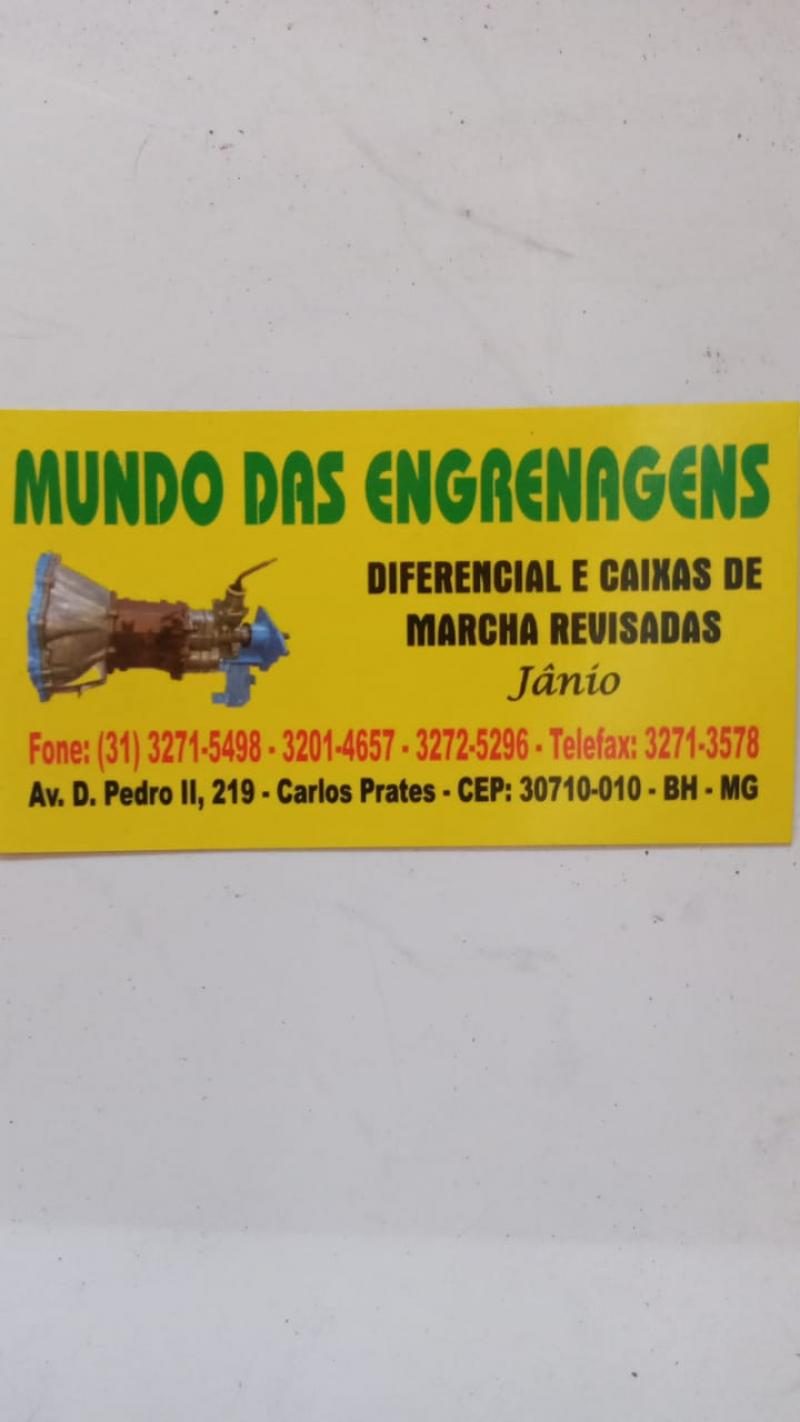 MUNDO DAS ENGRENAGENS
DIFERENCIAL E CAIXAS DE
MARCHA REVISADAS
Jânio
Fone: (31) 3271-5498 - 3201-4657 - 3272-5296 - Telefax: 3271-3578
Av. D. Pedro II, 219 - Carlos Prates - CEP: 30710-010 - BH - MG